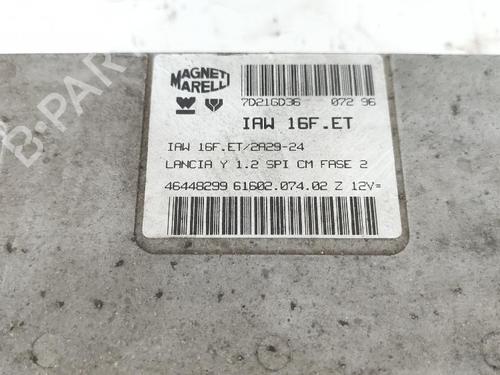 MAGNETI
MARELLI
7D21GD36 072 96
IAW 16F.ET
IAW 16F.ET/2A29-24
LANCIA Y 1.2 SPI CM FASE 2
46448299 61602.074.02 Z 12V=